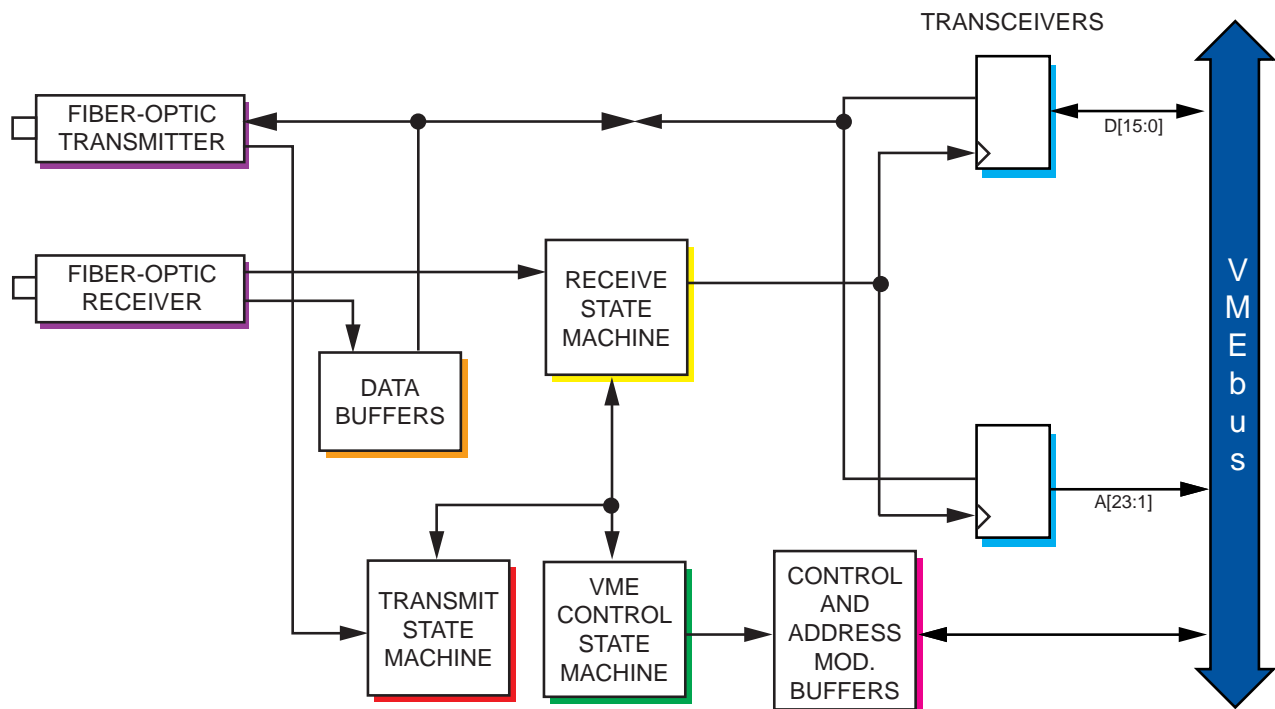 TRANSCEIVERS
FIBER-OPTIC
TRANSMITTER
D[15:0]
FIBER-OPTIC
RECEIVER
RECEIVE
STATE
MACHINE
DATA
BUFFERS
VMEbus
A[23:1]
TRANSMIT
STATE
MACHINE
VME
CONTROL
STATE
MACHINE
CONTROL
AND
ADDRESS
MOD.
BUFFERS